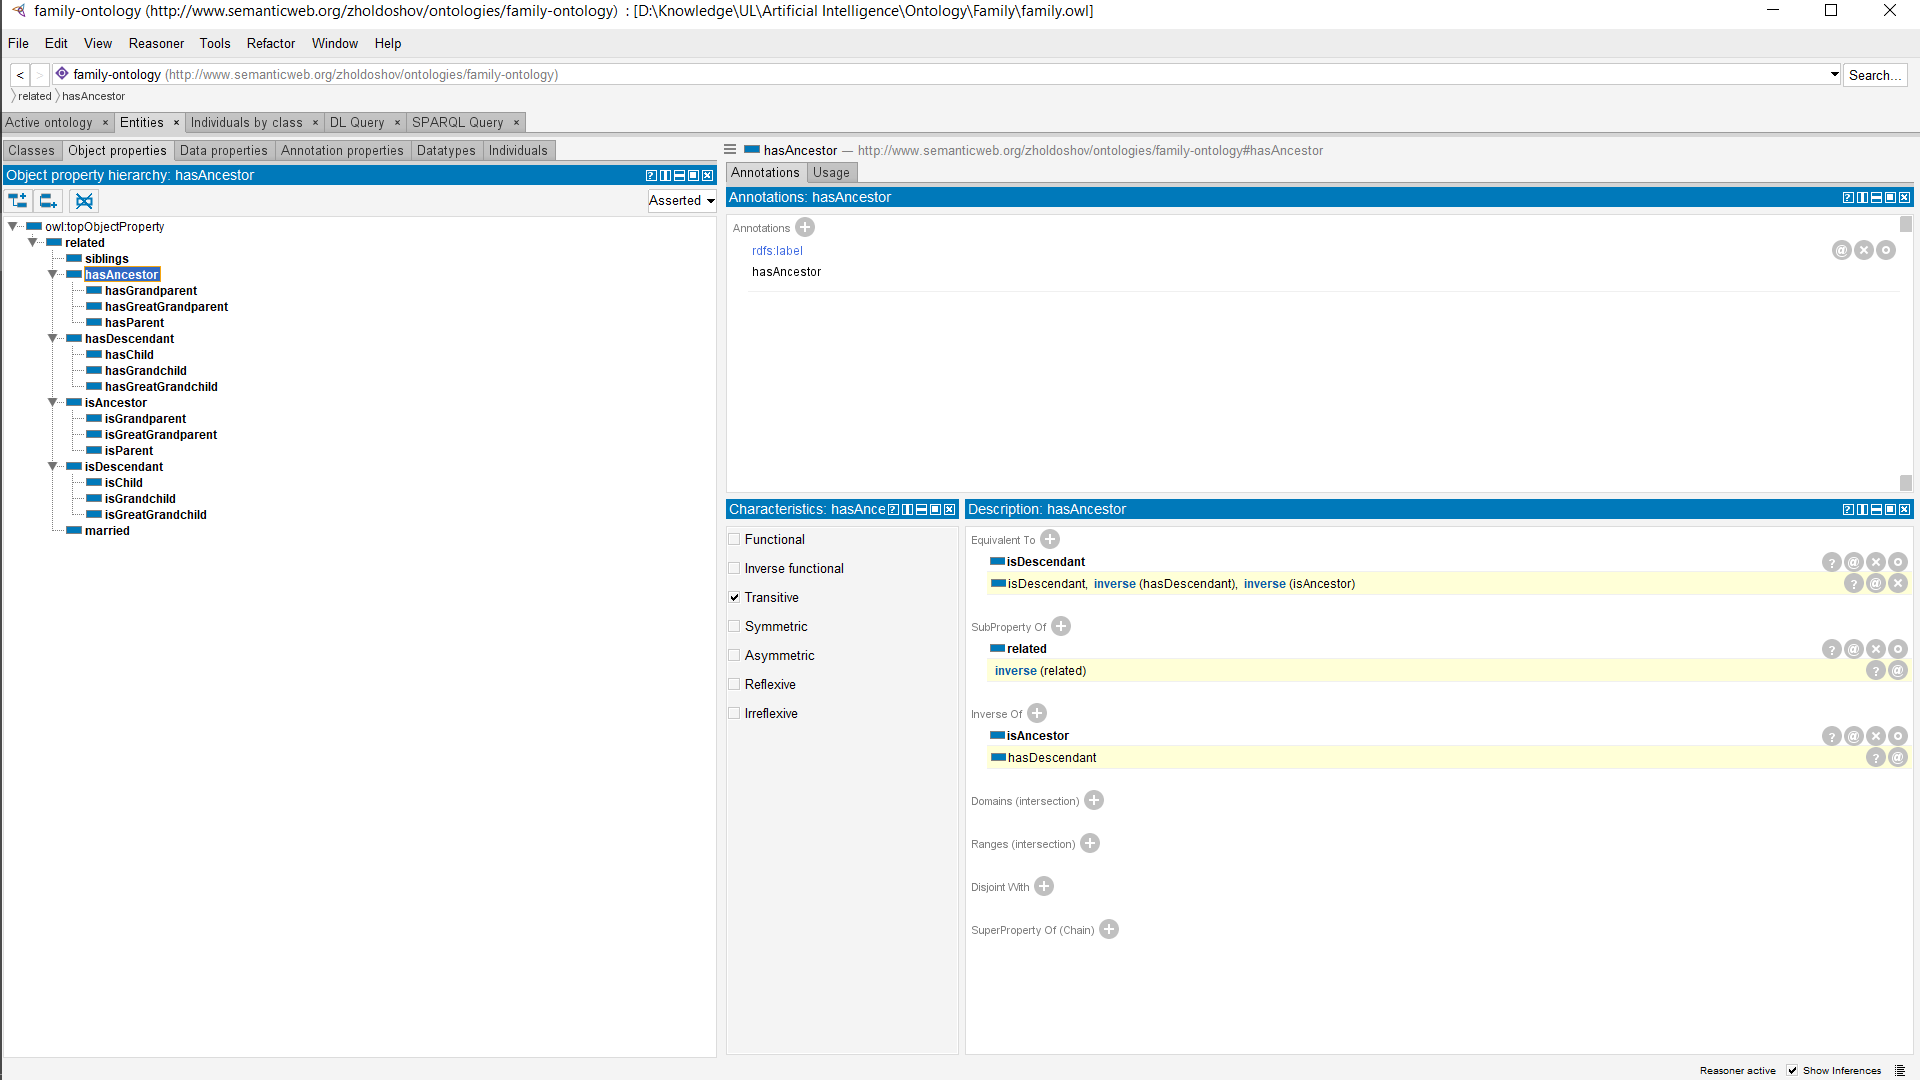 family-ontology (http://www.semanticweb.org/zholdoshov/ontologies/family-ontology)  : [D:\Knowledge\UL\Artificial Intelligence\Ontology\Family\family.owl]
File Edit View Reasoner Tools Refactor Window Help
< > family-ontology (http://www.semanticweb.org/zholdoshov/ontologies/family-ontology) Search...
related hasAncestor
Active ontology × Entities × Individuals by class × DL Query × SPARQL Query ×
Classes Object properties Data properties Annotation properties Datatypes Individuals
Object property hierarchy: hasAncestor
Asserted
owl:topObjectProperty
related
siblings
hasAncestor
hasGrandparent
hasGreatGrandparent
hasParent
hasDescendant
hasChild
hasGrandchild
hasGreatGrandchild
isAncestor
isGrandparent
isGreatGrandparent
isParent
isDescendant
isChild
isGrandchild
isGreatGrandchild
married
hasAncestor — http://www.semanticweb.org/zholdoshov/ontologies/family-ontology#hasAncestor
Annotations Usage
Annotations: hasAncestor
Annotations
rdfs:label
hasAncestor
Characteristics: hasAnce
Functional
Inverse functional
Transitive
Symmetric
Asymmetric
Reflexive
Irreflexive
Description: hasAncestor
Equivalent To
isDescendant
isDescendant, inverse (hasDescendant), inverse (isAncestor)
SubProperty Of
related
inverse (related)
Inverse Of
isAncestor
hasDescendant
Domains (intersection)
Ranges (intersection)
Disjoint With
SuperProperty Of (Chain)
Reasoner active Show Inferences